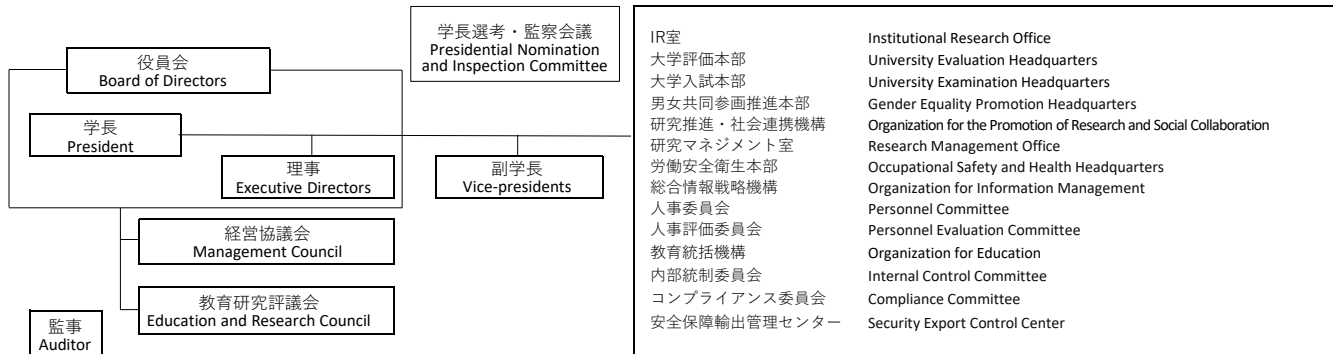 学長選考・監察会議
Presidential Nomination
and Inspection Committee
役員会
Board of Directors
学長
President
理事
Executive Directors
副学長
Vice-presidents
経営協議会
Management Council
教育研究評議会
Education and Research Council
監事
Auditor
IR室 Institutional Research Office
大学評価本部 University Evaluation Headquarters
大学入試本部 University Examination Headquarters
男女共同参画推進本部 Gender Equality Promotion Headquarters
研究推進・社会連携機構 Organization for the Promotion of Research and Social Collaboration
研究マネジメント室 Research Management Office
労働安全衛生本部 Occupational Safety and Health Headquarters
総合情報戦略機構 Organization for Information Management
人事委員会 Personnel Committee
人事評価委員会 Personnel Evaluation Committee
教育統括機構 Organization for Education
内部統制委員会 Internal Control Committee
コンプライアンス委員会 Compliance Committee
安全保障輸出管理センター Security Export Control Center